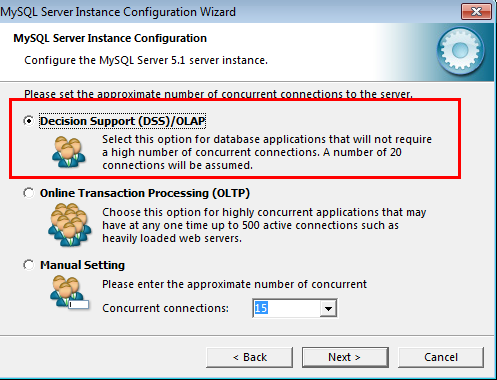 MySQL Server Instance Configuration Wizard
MySQL Server Instance Configuration
Configure the MySQL Server 5.1 server instance.
Please set the approximate number of concurrent connections to the server.
Decision Support (DSS)/OLAP
Select this option for database applications that will not require
a high number of concurrent connections. A number of 20
connections will be assumed.
Online Transaction Processing (OLTP)
Choose this option for highly concurrent applications that may
have at any one time up to 500 active connections such as
heavily loaded web servers.
Manual Setting
Please enter the approximate number of concurrent
Concurrent connections: 15
< Back Next > Cancel